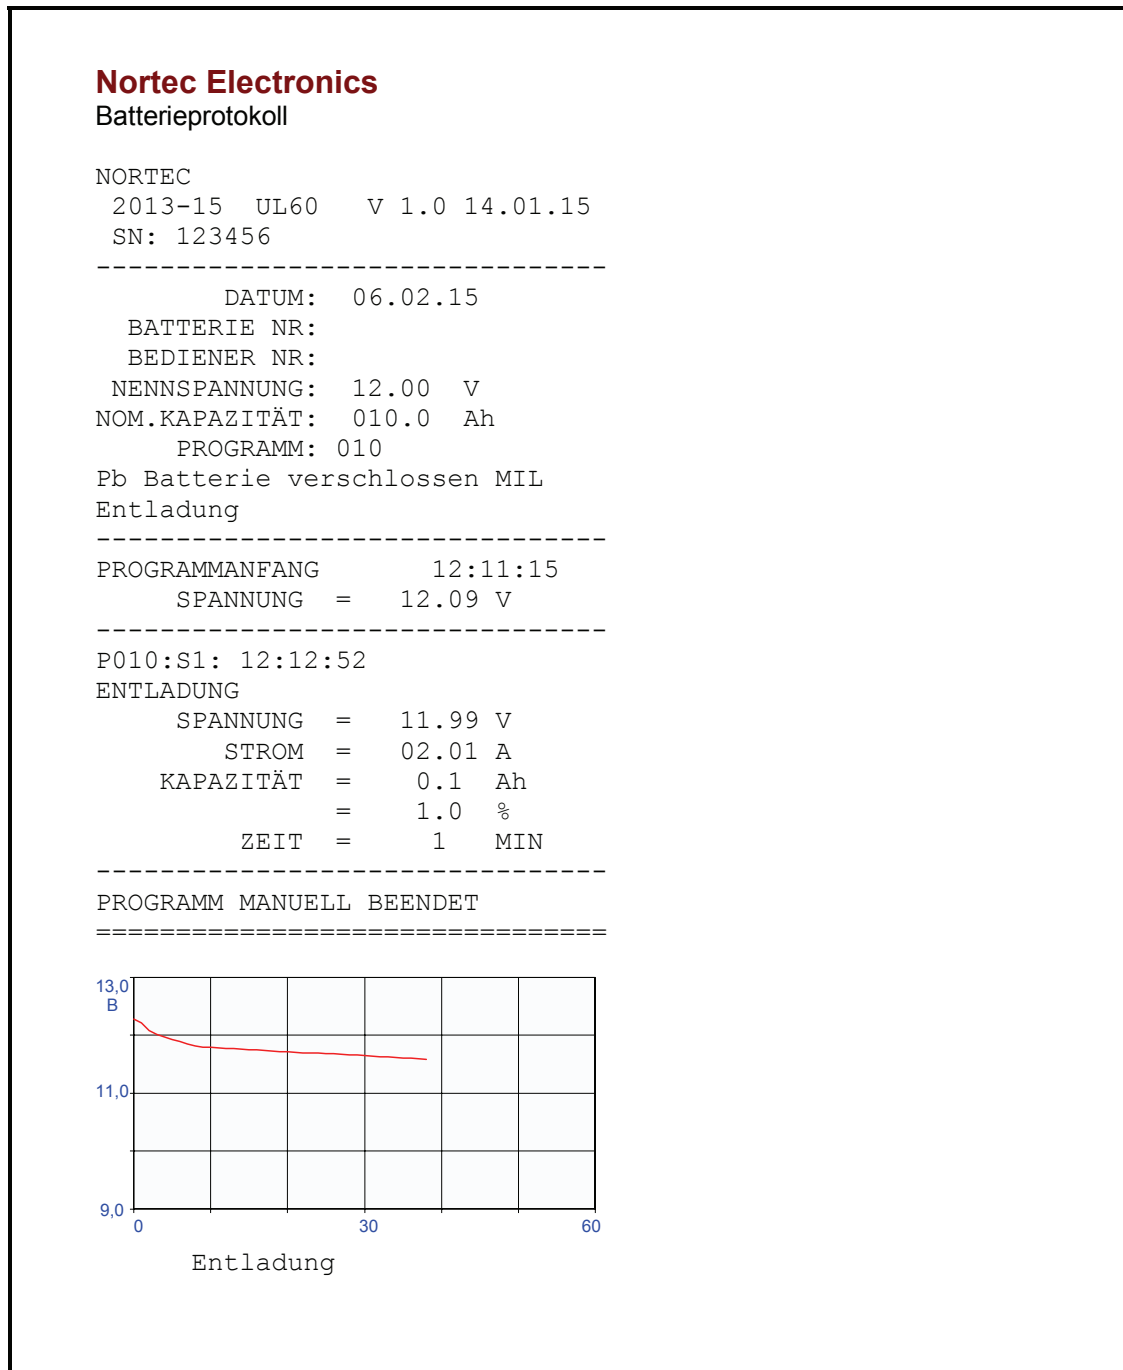 Nortec Electronics
Batterieprotokoll
NORTEC
2013-15 UL60 V 1.0 14.01.15
SN: 123456
--------------------------------
DATUM: 06.02.15
BATTERIE NR:
BEDIENER NR:
NENNSPANNUNG: 12.00 V
NOM.KAPAZITÄT: 010.0 Ah
PROGRAMM: 010
Pb Batterie verschlossen MIL
Entladung
--------------------------------
PROGRAMMANFANG 12:11:15
SPANNUNG = 12.09 V
--------------------------------
P010:S1: 12:12:52
ENTLADUNG
SPANNUNG = 11.99 V
STROM = 02.01 A
KAPAZITÄT = 0.1 Ah
= 1.0 %
ZEIT = 1 MIN
--------------------------------
PROGRAMM MANUELL BEENDET
================================
13,0
B
11,0
9,0
0 30 60
Entladung